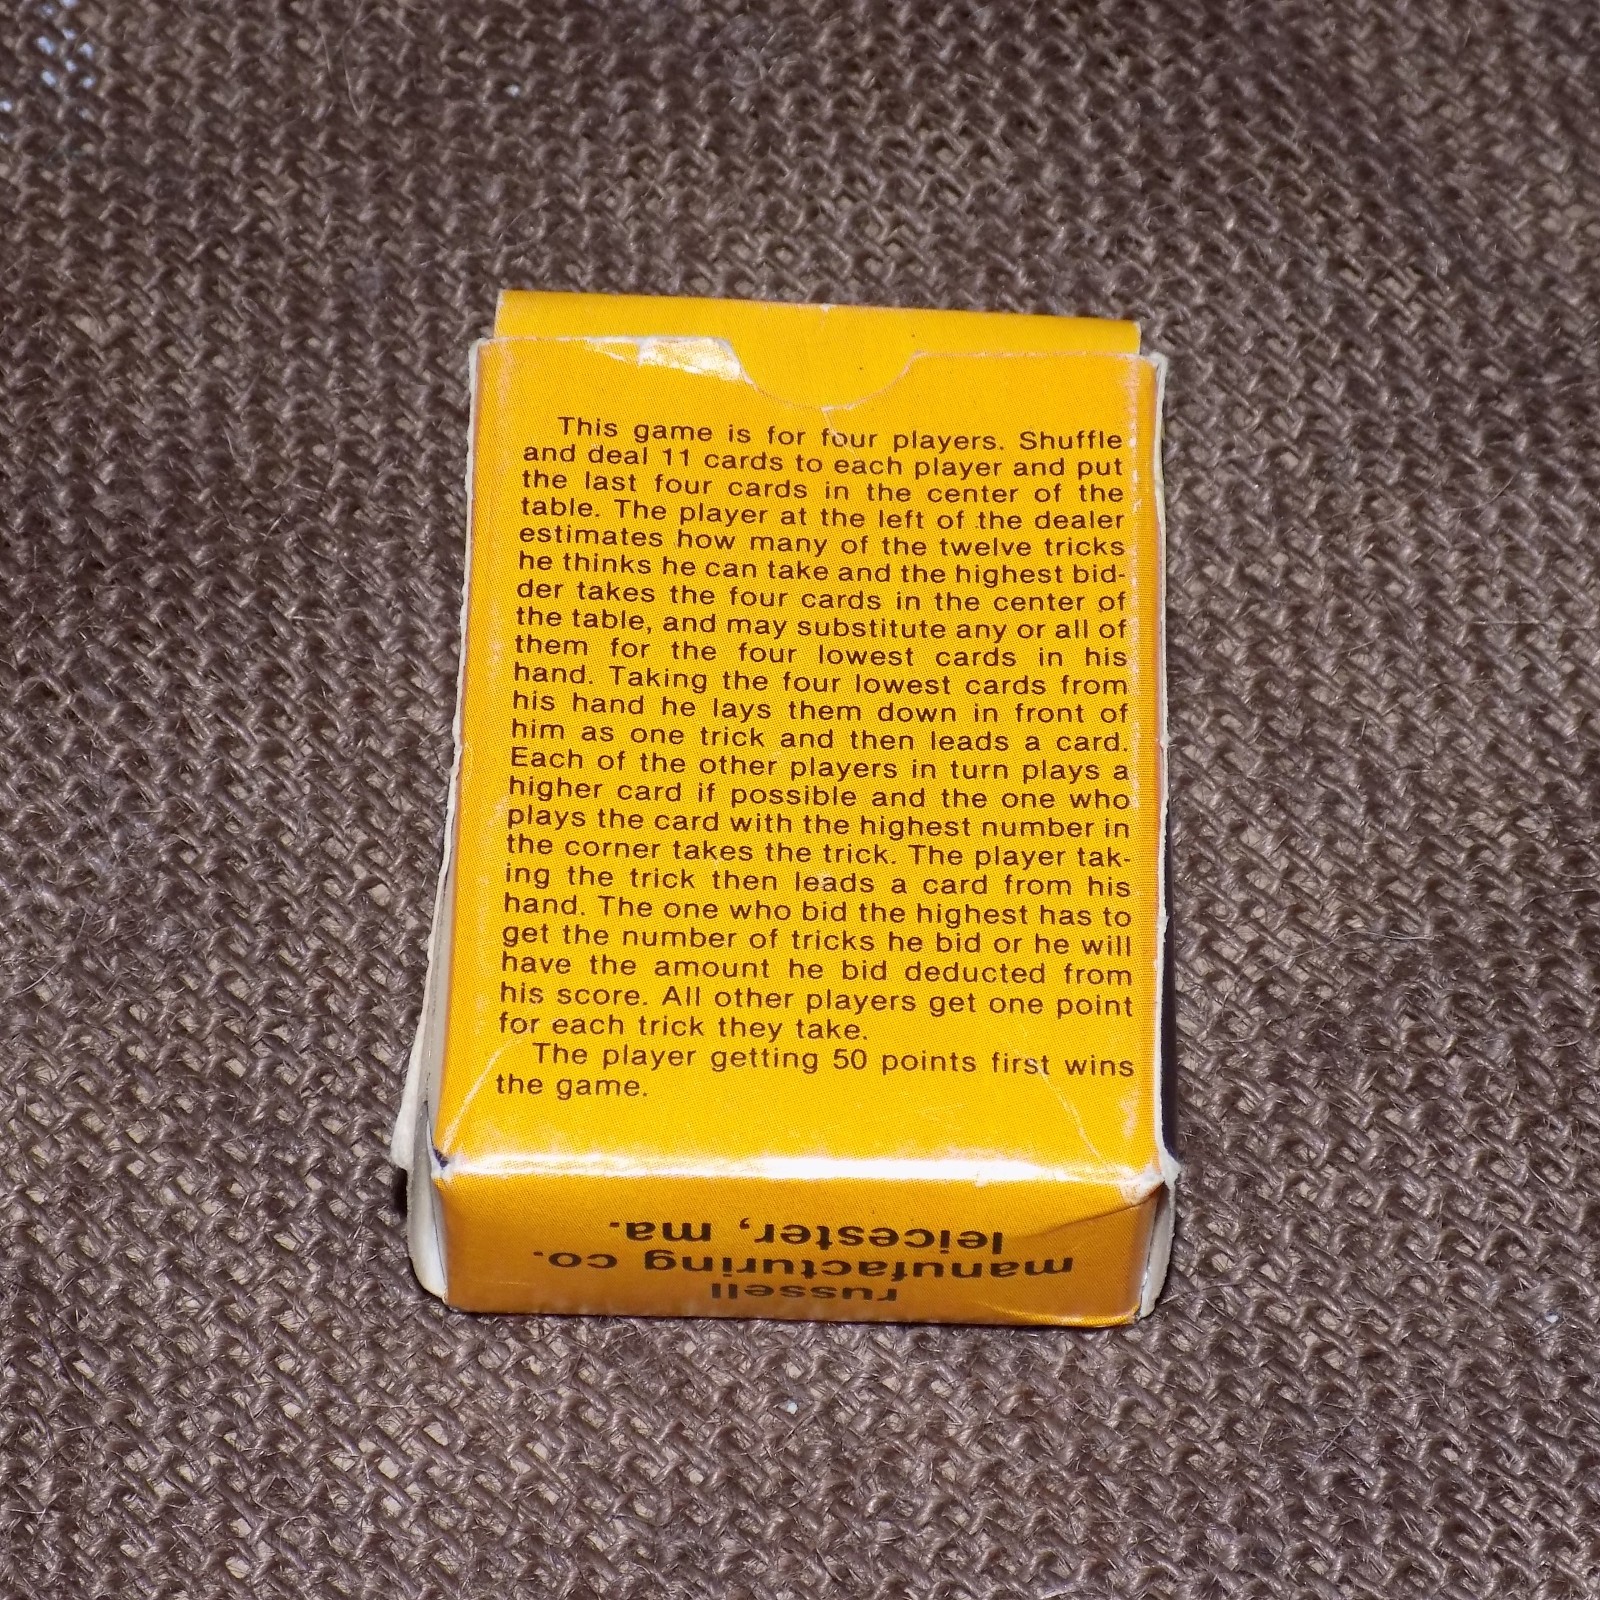 This game is for four players. Shuffle
and deal 11 cards to each player and put
the last four cards in the center of the
table. The player at the left of the dealer
estimates how many of the twelve tricks
he thinks he can take and the highest bid-
der takes the four cards in the center of
the table, and may substitute any or all of
them for the four lowest cards in his
hand. Taking the four lowest cards from
his hand he lays them down in front of
him as one trick and then leads a card.
Each of the other players in turn plays a
higher card if possible and the one who
plays the card with the highest number in
the corner takes the trick. The player tak-
ing the trick then leads a card from his
hand. The one who bid the highest has to
get the number of tricks he bid or he will
have the amount he bid deducted from
his score. All other players get one point
for each trick they take.
The player getting 50 points first wins
the game.
russell
manufacturing co.
leicester, ma.